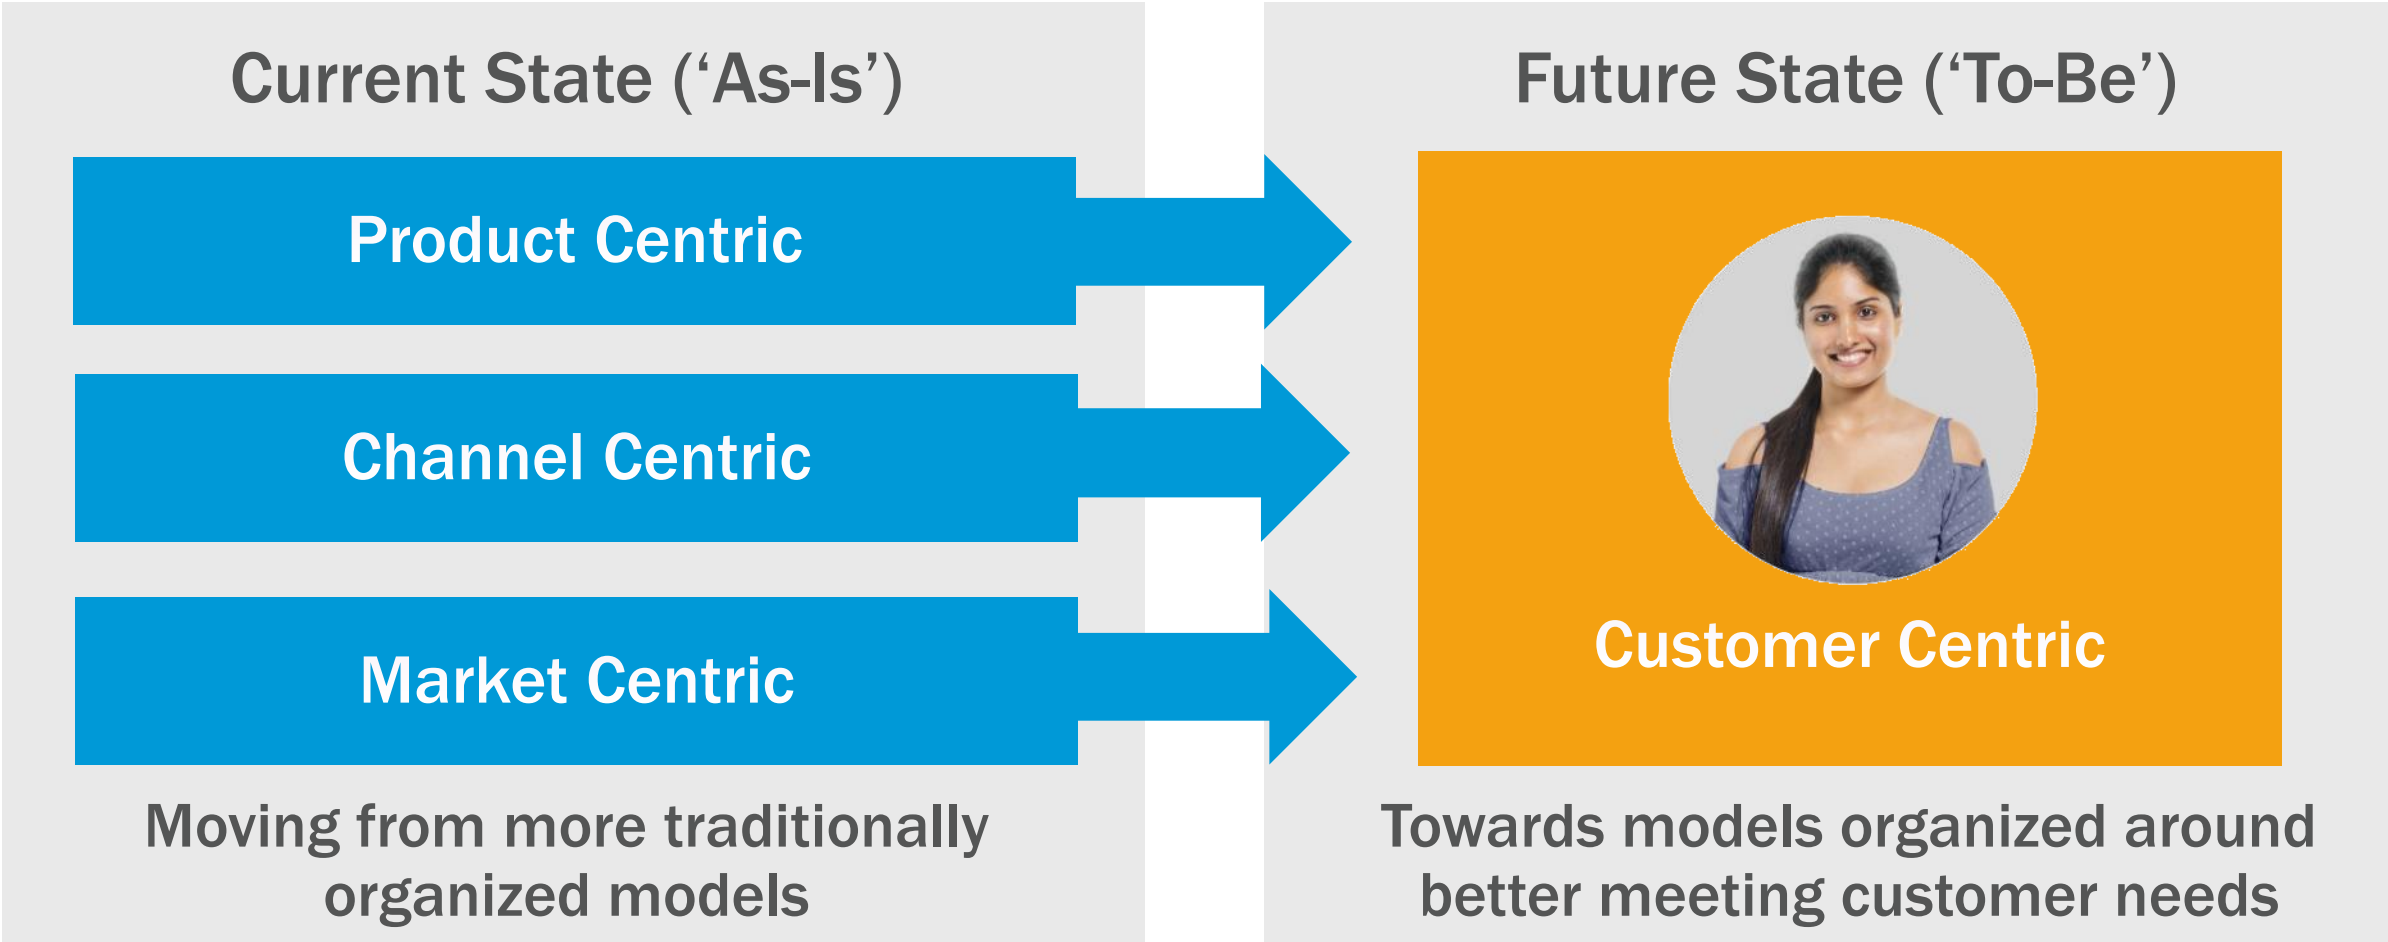 Current State (‘As-Is’)
Product Centric
Channel Centric
Market Centric
Moving from more traditionally
organized models
Future State (‘To-Be’)
Customer Centric
Towards models organized around
better meeting customer needs